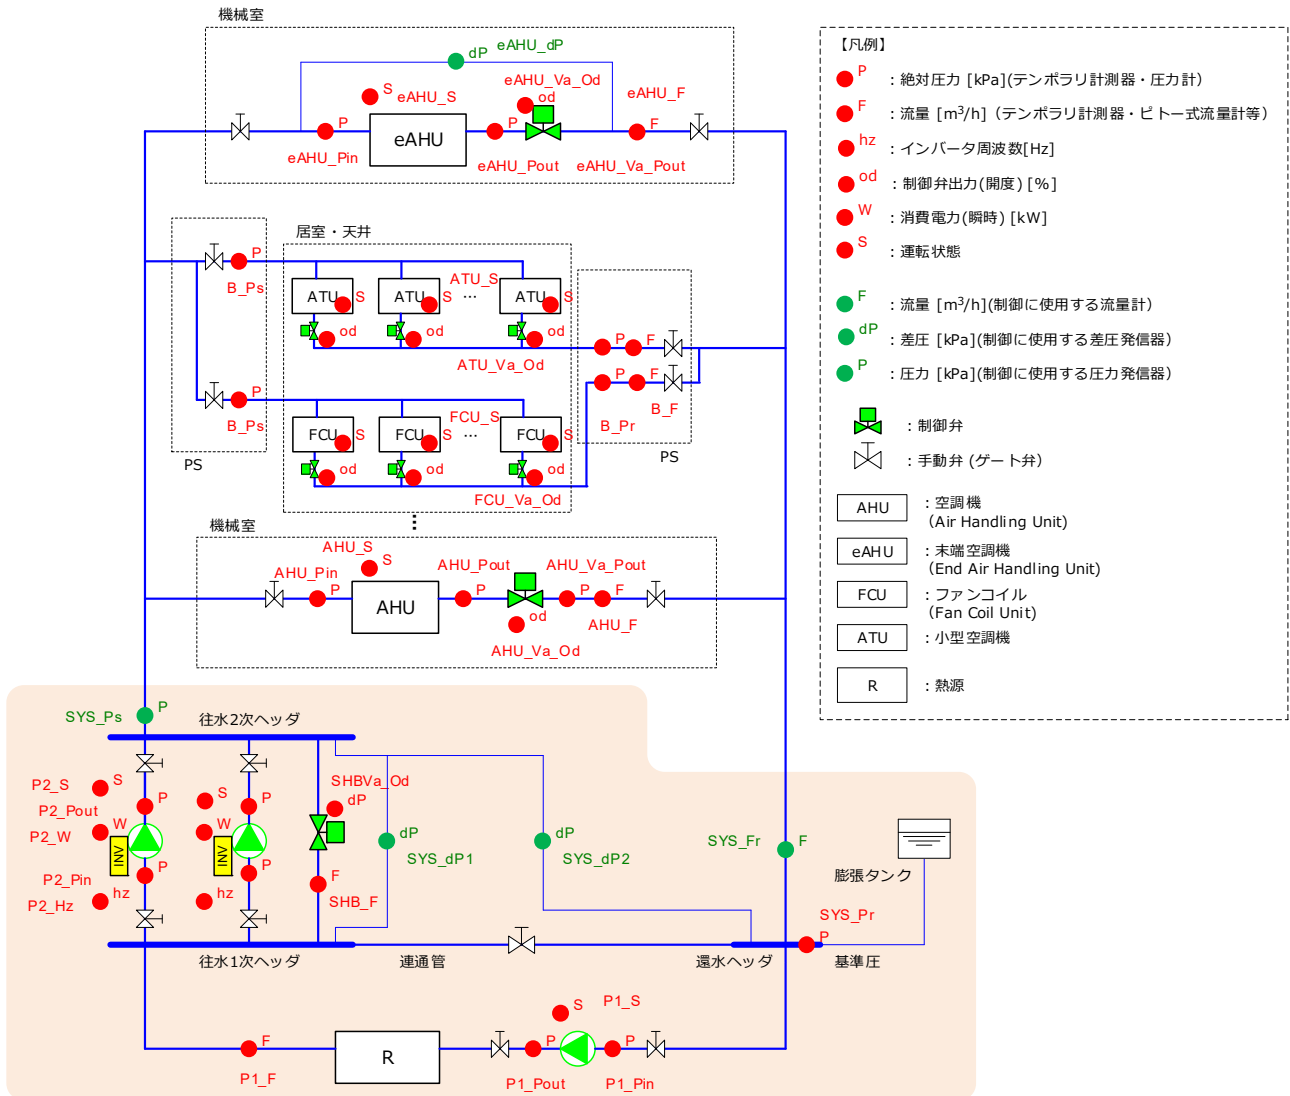 機械室
dP
eAHU_dP
S
eAHU_S
eAHU_Va_Od
od
eAHU_F
P
eAHU
P
F
eAHU_Pin
eAHU_Pout
eAHU_Va_Pout
PS
P
B_Ps
P
B_Ps
居室・天井
ATU_S
ATU
S
ATU
S
…
ATU
S
od
od
od
ATU_Va_Od
FCU_S
FCU
S
FCU
S
…
FCU
S
od
od
od
FCU_Va_Od
P
F
P
F
B_F
B_Pr
PS
⋮
機械室
AHU_S
S
AHU_Pin
P
AHU
AHU_Pout
P
AHU_Va_Pout
P
F
od
AHU_F
AHU_Va_Od
SYS_Ps
P
往水2次ヘッダ
P2_S
S
P
P2_Pout
P2_W
W
INV
P2_Pin
P
P2_Hz
hz
S
P
W
INV
P
hz
SHBVa_Od
dP
F
SHB_F
dP
SYS_dP1
dP
SYS_dP2
SYS_Fr
F
膨張タンク
SYS_Pr
P
往水1次ヘッダ
連通管
還水ヘッダ
基準圧
F
P1_F
R
S
P1_S
P
P
P1_Pout
P1_Pin
【凡例】
P
：絶対圧力 [kPa](テンポラリ計測器・圧力計)
F
：流量 [m³/h]（テンポラリ計測器・ピトー式流量計等）
hz
：インバータ周波数[Hz]
od
：制御弁出力(開度) [%]
W
：消費電力(瞬時) [kW]
S
：運転状態
F
：流量 [m³/h](制御に使用する流量計)
dP
：差圧 [kPa](制御に使用する差圧発信器)
P
：圧力 [kPa](制御に使用する圧力発信器)
：制御弁
：手動弁 (ゲート弁)
AHU
：空調機
(Air Handling Unit)
eAHU
：末端空調機
(End Air Handling Unit)
FCU
：ファンコイル
(Fan Coil Unit)
ATU
：小型空調機
R
：熱源